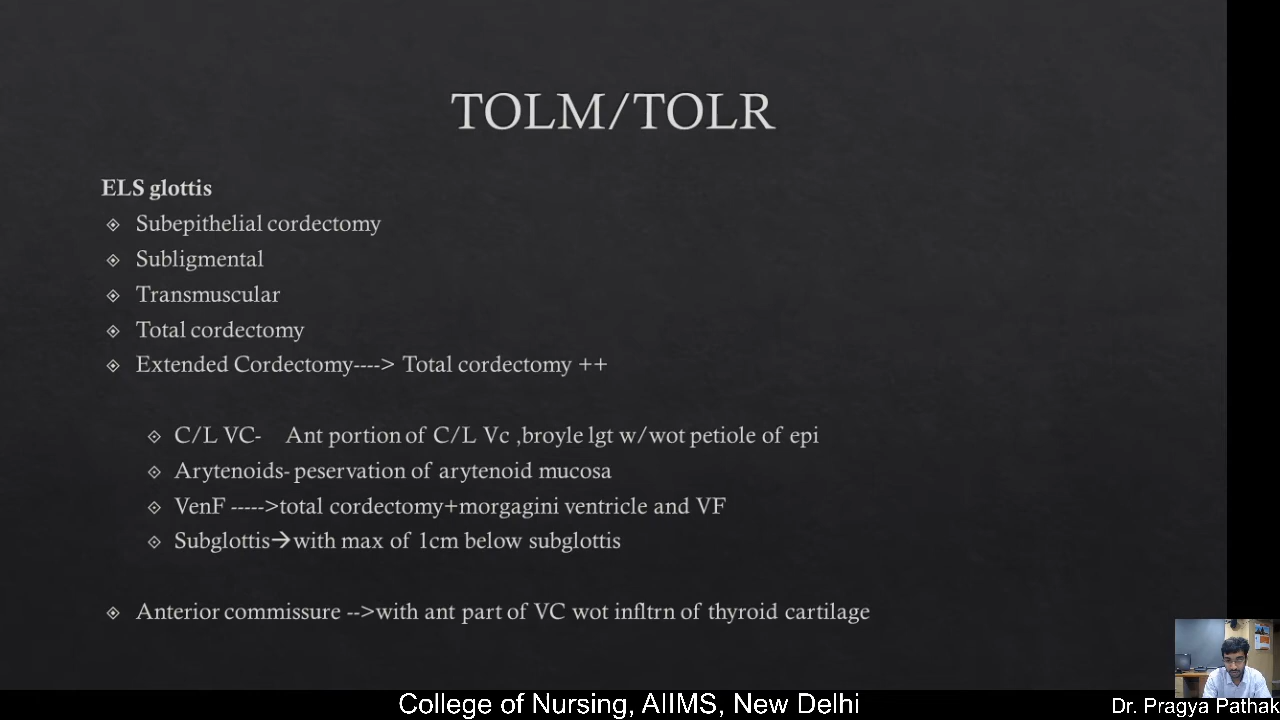 TOLM/TOLR
ELS glottis
Subepithelial cordectomy
Subligmental
Transmuscular
Total cordectomy
Extended Cordectomy----> Total cordectomy ++
C/L VC- Ant portion of C/L Vc ,broyle lgt w/wot petiole of epi
Arytenoids- peservation of arytenoid mucosa
VenF ----->total cordectomy+morgagini ventricle and VF
Subglottis→with max of 1cm below subglottis
Anterior commissure -->with ant part of VC wot infltrn of thyroid cartilage
College of Nursing, AIIMS, New Delhi
Dr. Pragya Pathak